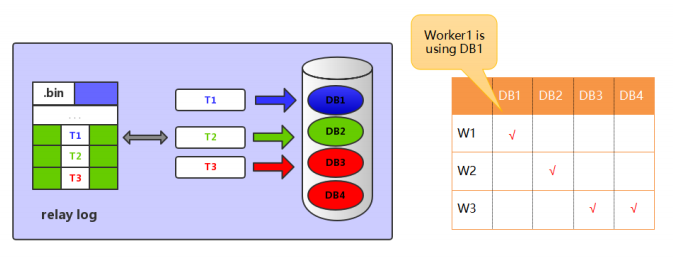 Worker1 is
using DB1
.bin
...
T1
T2
T3
relay log
T1
T2
T3
DB1
DB2
DB3
DB4
DB1 DB2 DB3 DB4
W1 √
W2 √
W3 √ √